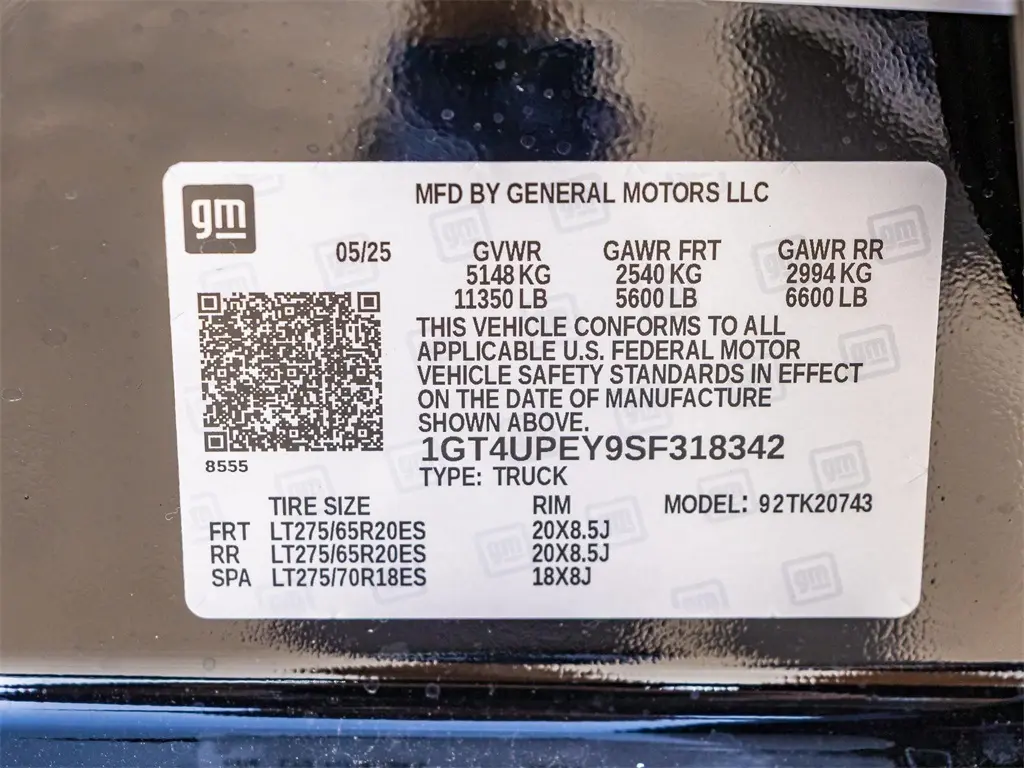 gm
MFD BY GENERAL MOTORS LLC
05/25 GVWR GAWR FRT GAWR RR
5148 KG 2540 KG 2994 KG
11350 LB 5600 LB 6600 LB
THIS VEHICLE CONFORMS TO ALL
APPLICABLE U.S. FEDERAL MOTOR
VEHICLE SAFETY STANDARDS IN EFFECT
ON THE DATE OF MANUFACTURE
SHOWN ABOVE.
1GT4UPEY9SF318342
8555
TYPE: TRUCK
TIRE SIZE RIM MODEL: 92TK20743
FRT LT275/65R20ES 20X8.5J
RR LT275/65R20ES 20X8.5J
SPA LT275/70R18ES 18X8J